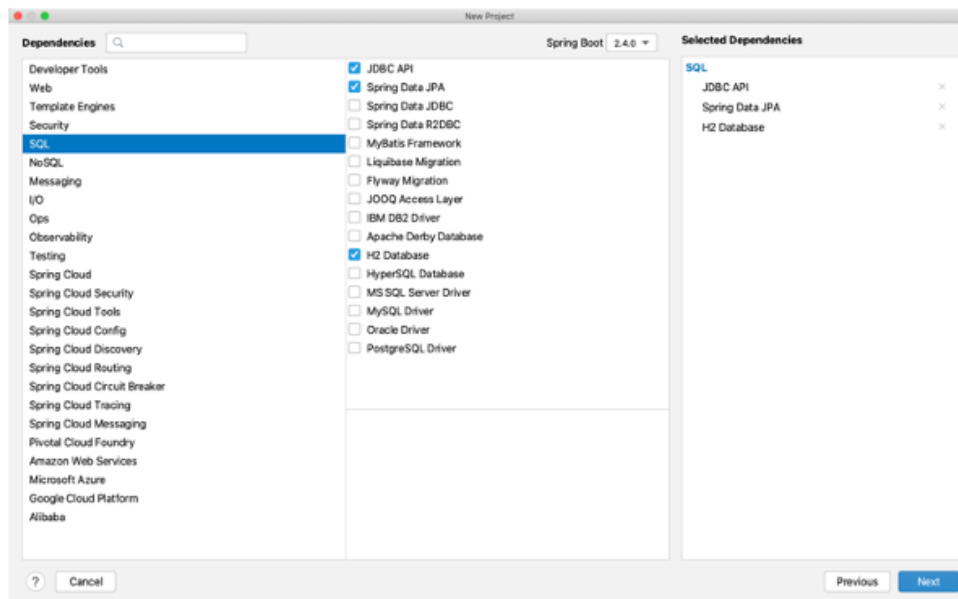 New Project
Dependencies
Spring Boot 2.4.0
Selected Dependencies
Developer Tools
Web
Template Engines
Security
SQL
NoSQL
Messaging
I/O
Ops
Observability
Testing
Spring Cloud
Spring Cloud Security
Spring Cloud Tools
Spring Cloud Config
Spring Cloud Discovery
Spring Cloud Routing
Spring Cloud Circuit Breaker
Spring Cloud Tracing
Spring Cloud Messaging
Pivotal Cloud Foundry
Amazon Web Services
Microsoft Azure
Google Cloud Platform
Alibaba
JDBC API
Spring Data JPA
Spring Data JDBC
Spring Data R2DBC
MyBatis Framework
Liquibase Migration
Flyway Migration
JOOQ Access Layer
IBM DB2 Driver
Apache Derby Database
H2 Database
HyperSQL Database
MS SQL Server Driver
MySQL Driver
Oracle Driver
PostgreSQL Driver
SQL
JDBC API
Spring Data JPA
H2 Database
?
Cancel
Previous
Next